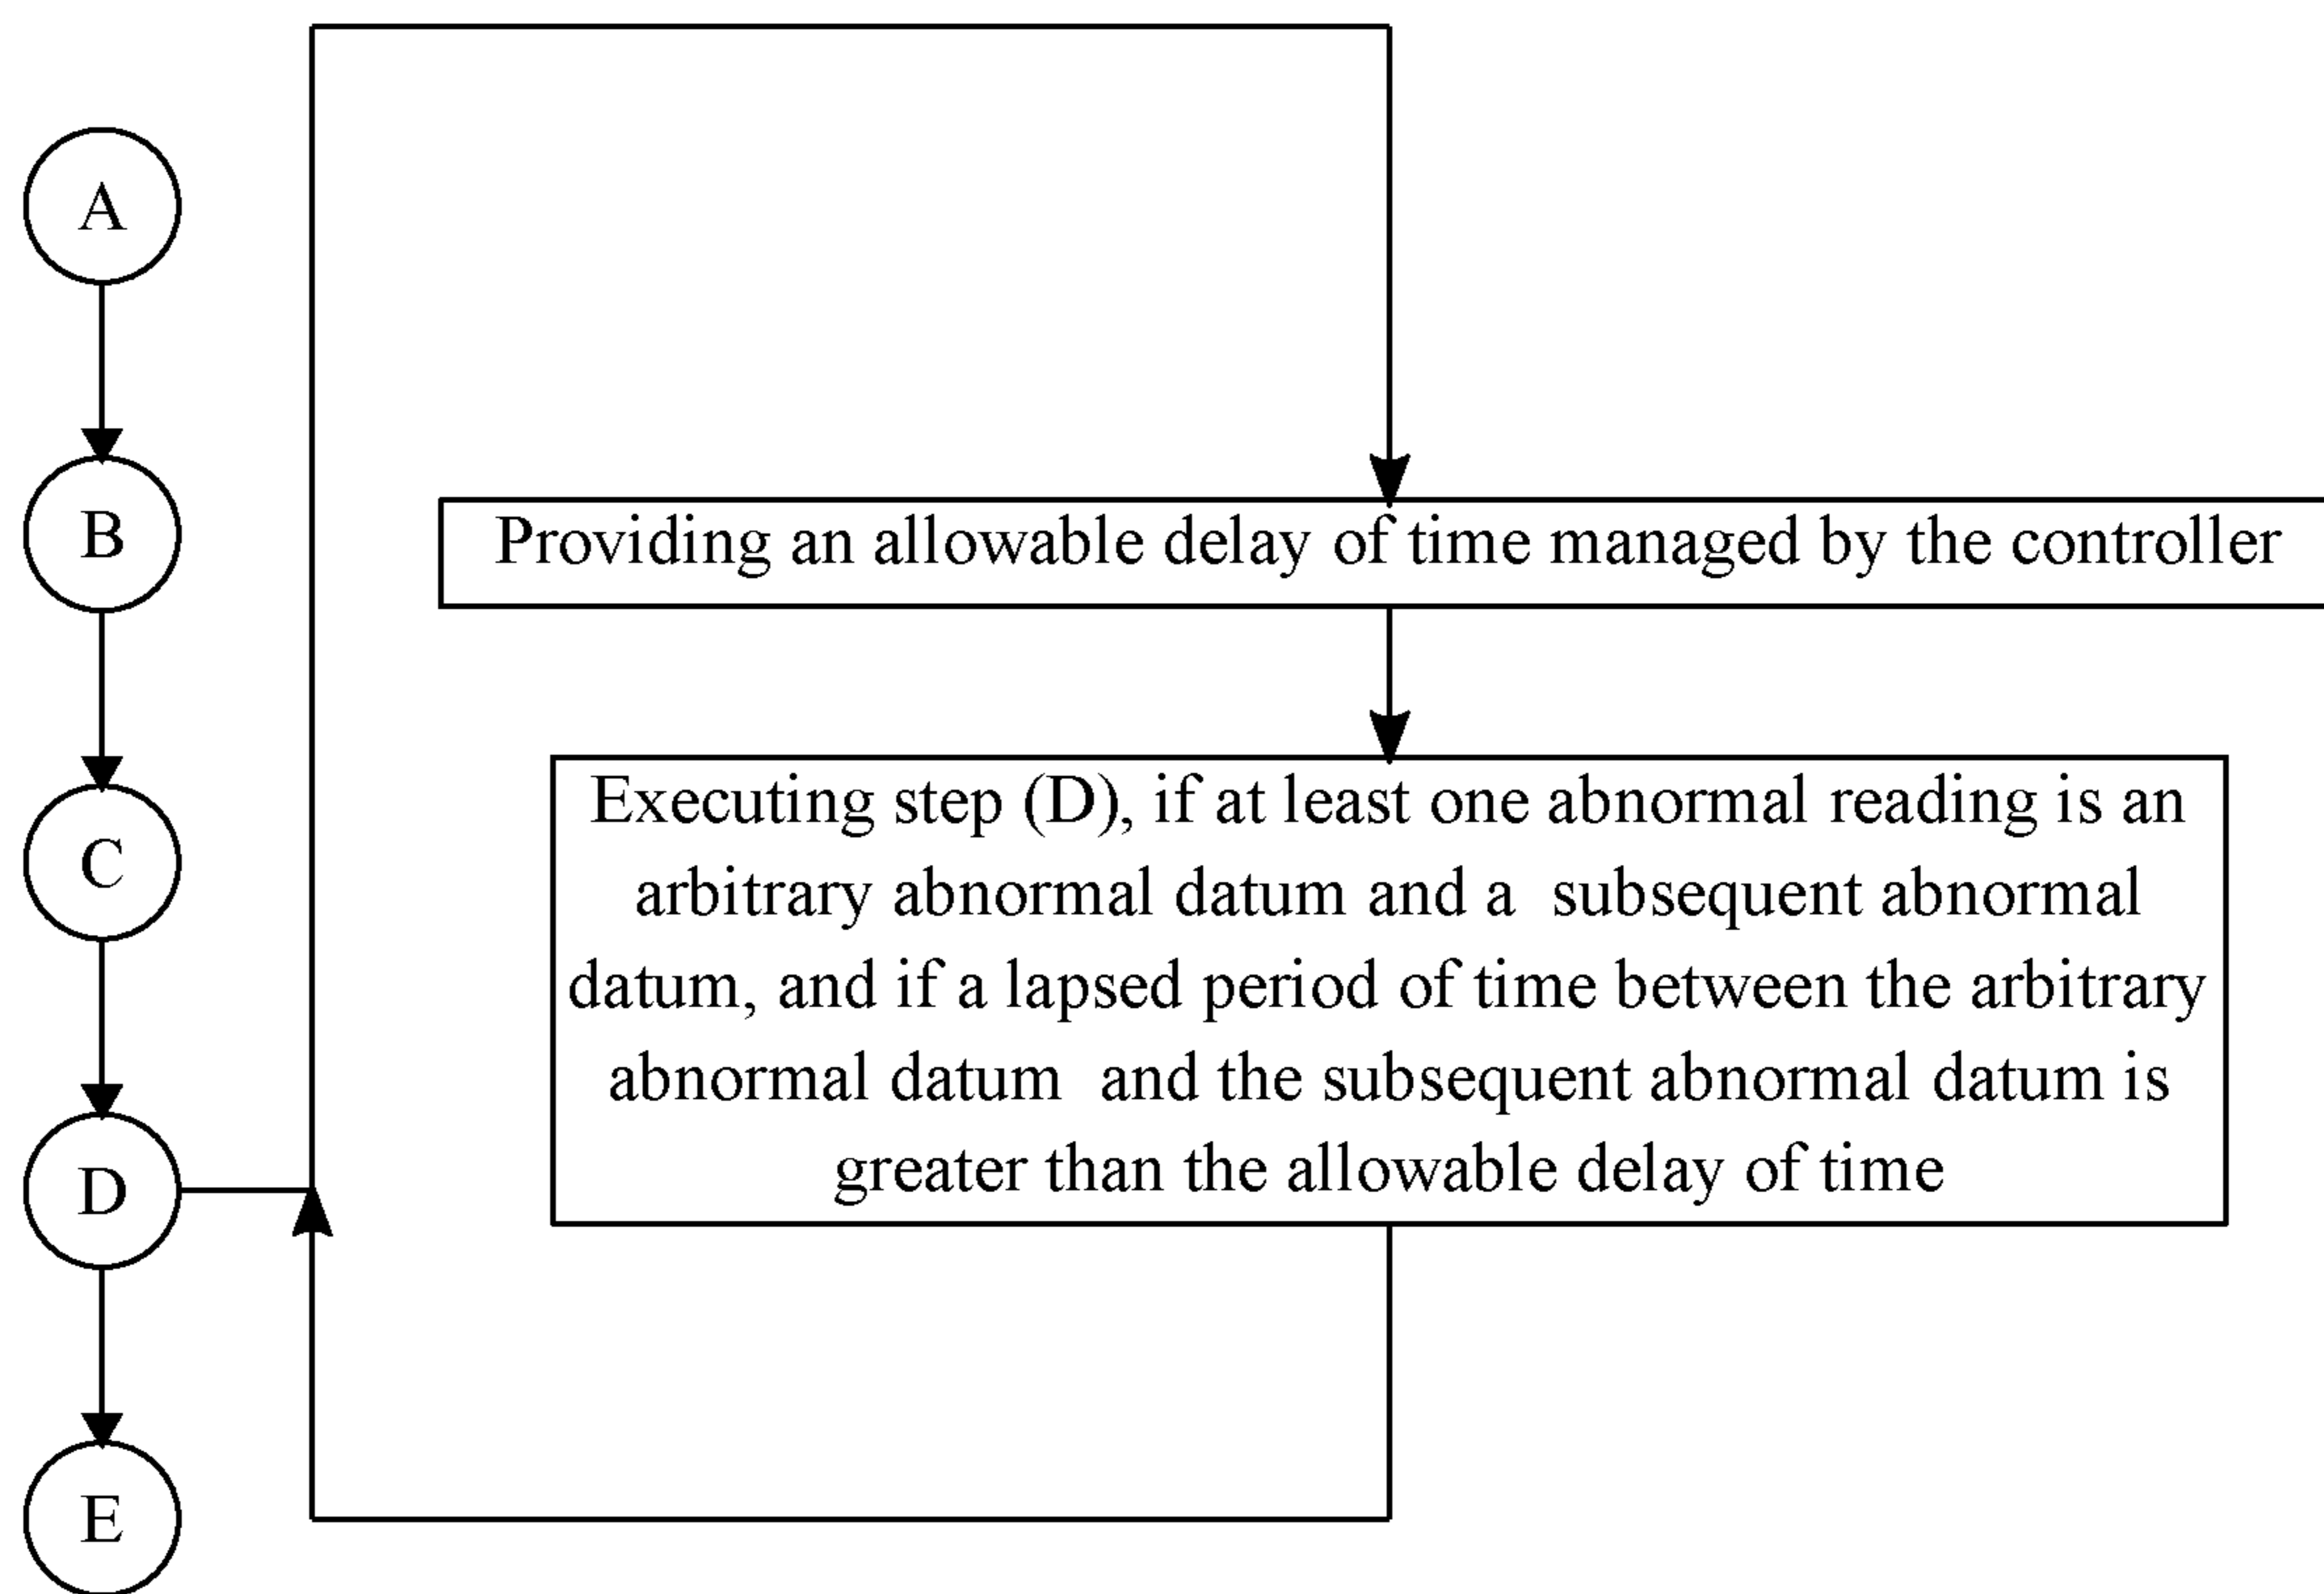 A
B
C
D
E
Providing an allowable delay of time managed by the controller
Executing step (D), if at least one abnormal reading is an
arbitrary abnormal datum and a subsequent abnormal
datum, and if a lapsed period of time between the arbitrary
abnormal datum and the subsequent abnormal datum is
greater than the allowable delay of time